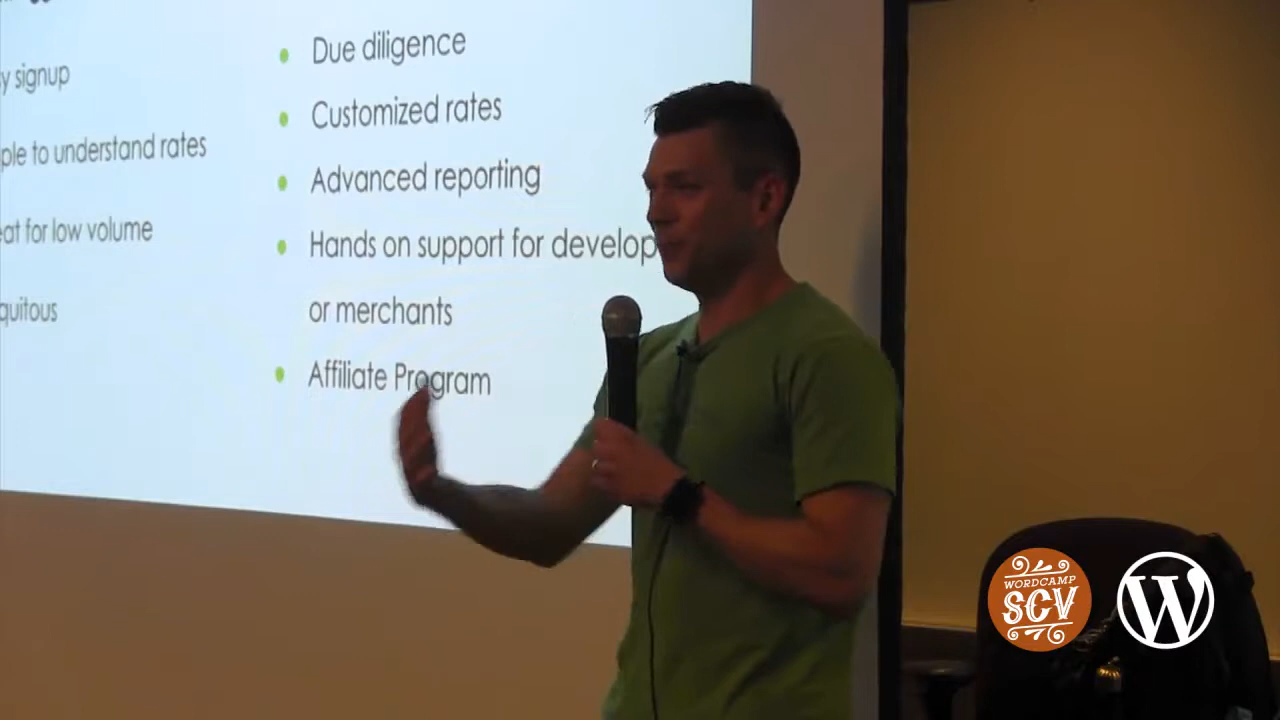 y signup
ple to understand rates
eat for low volume
quitous
Due diligence
Customized rates
Advanced reporting
Hands on support for develop
or merchants
Affiliate Program
WORDCAMP
SCV
W